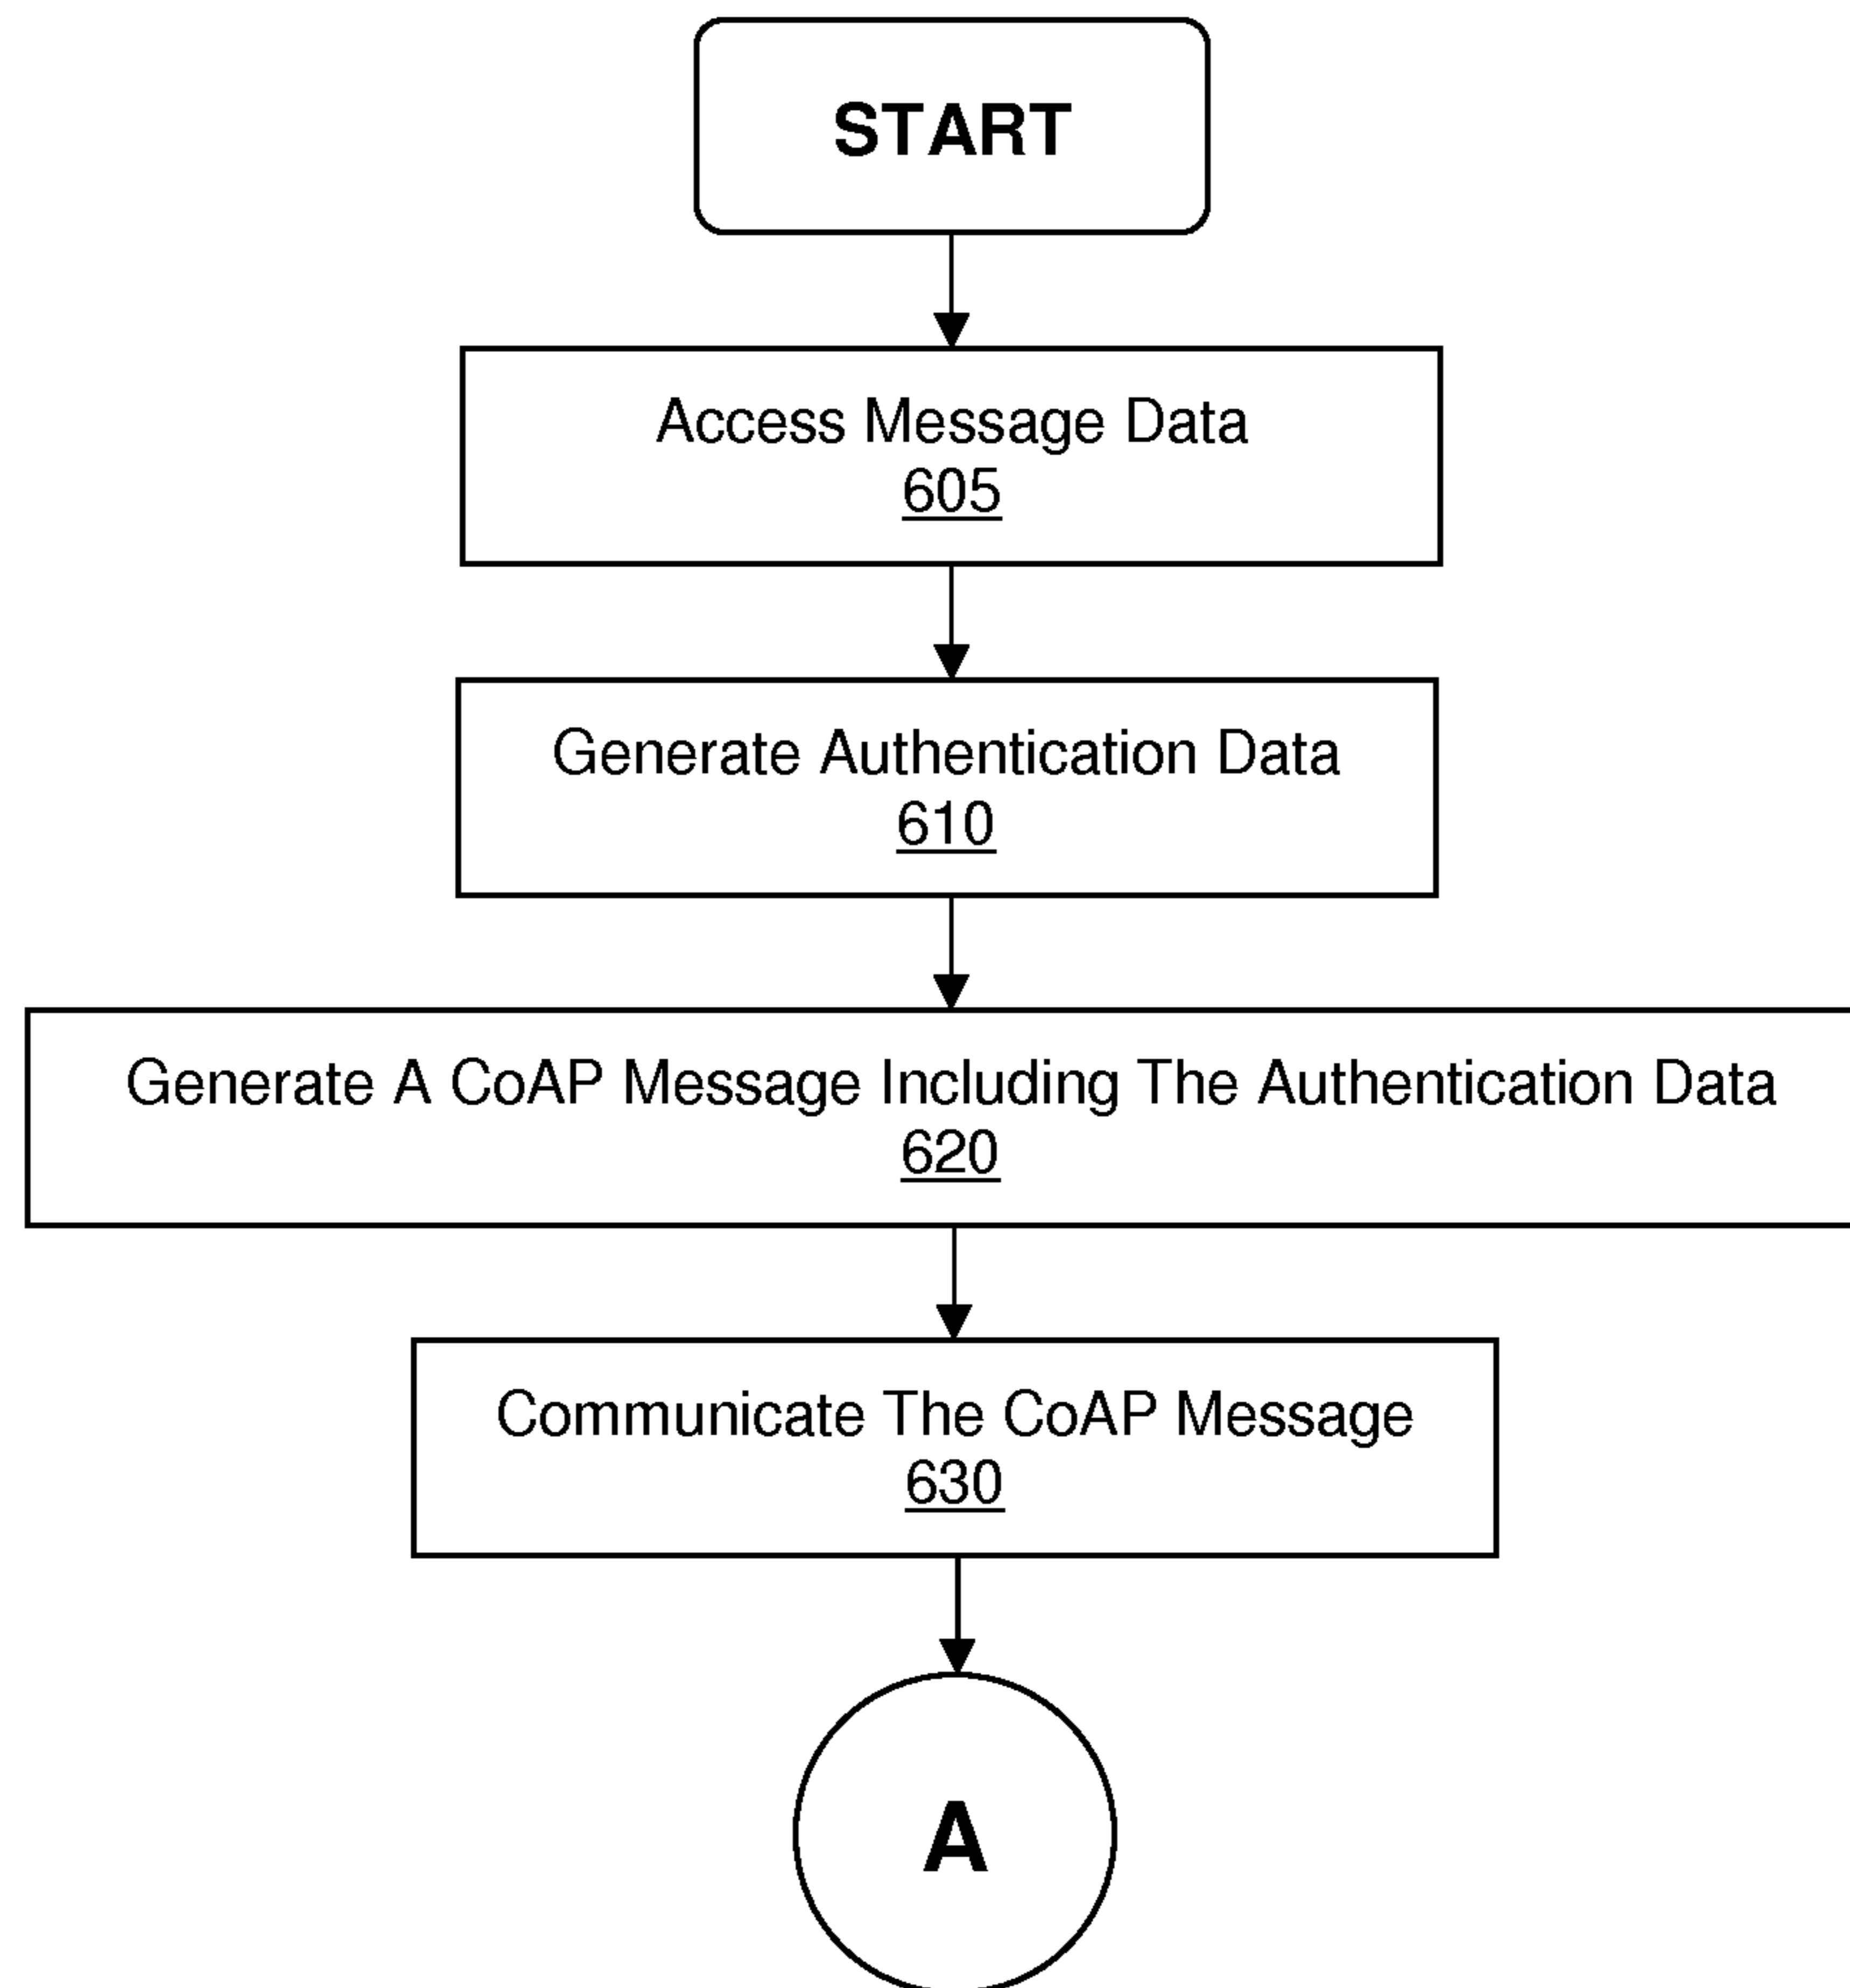 START
Access Message Data
605
Generate Authentication Data
610
Generate A CoAP Message Including The Authentication Data
620
Communicate The CoAP Message
630
A